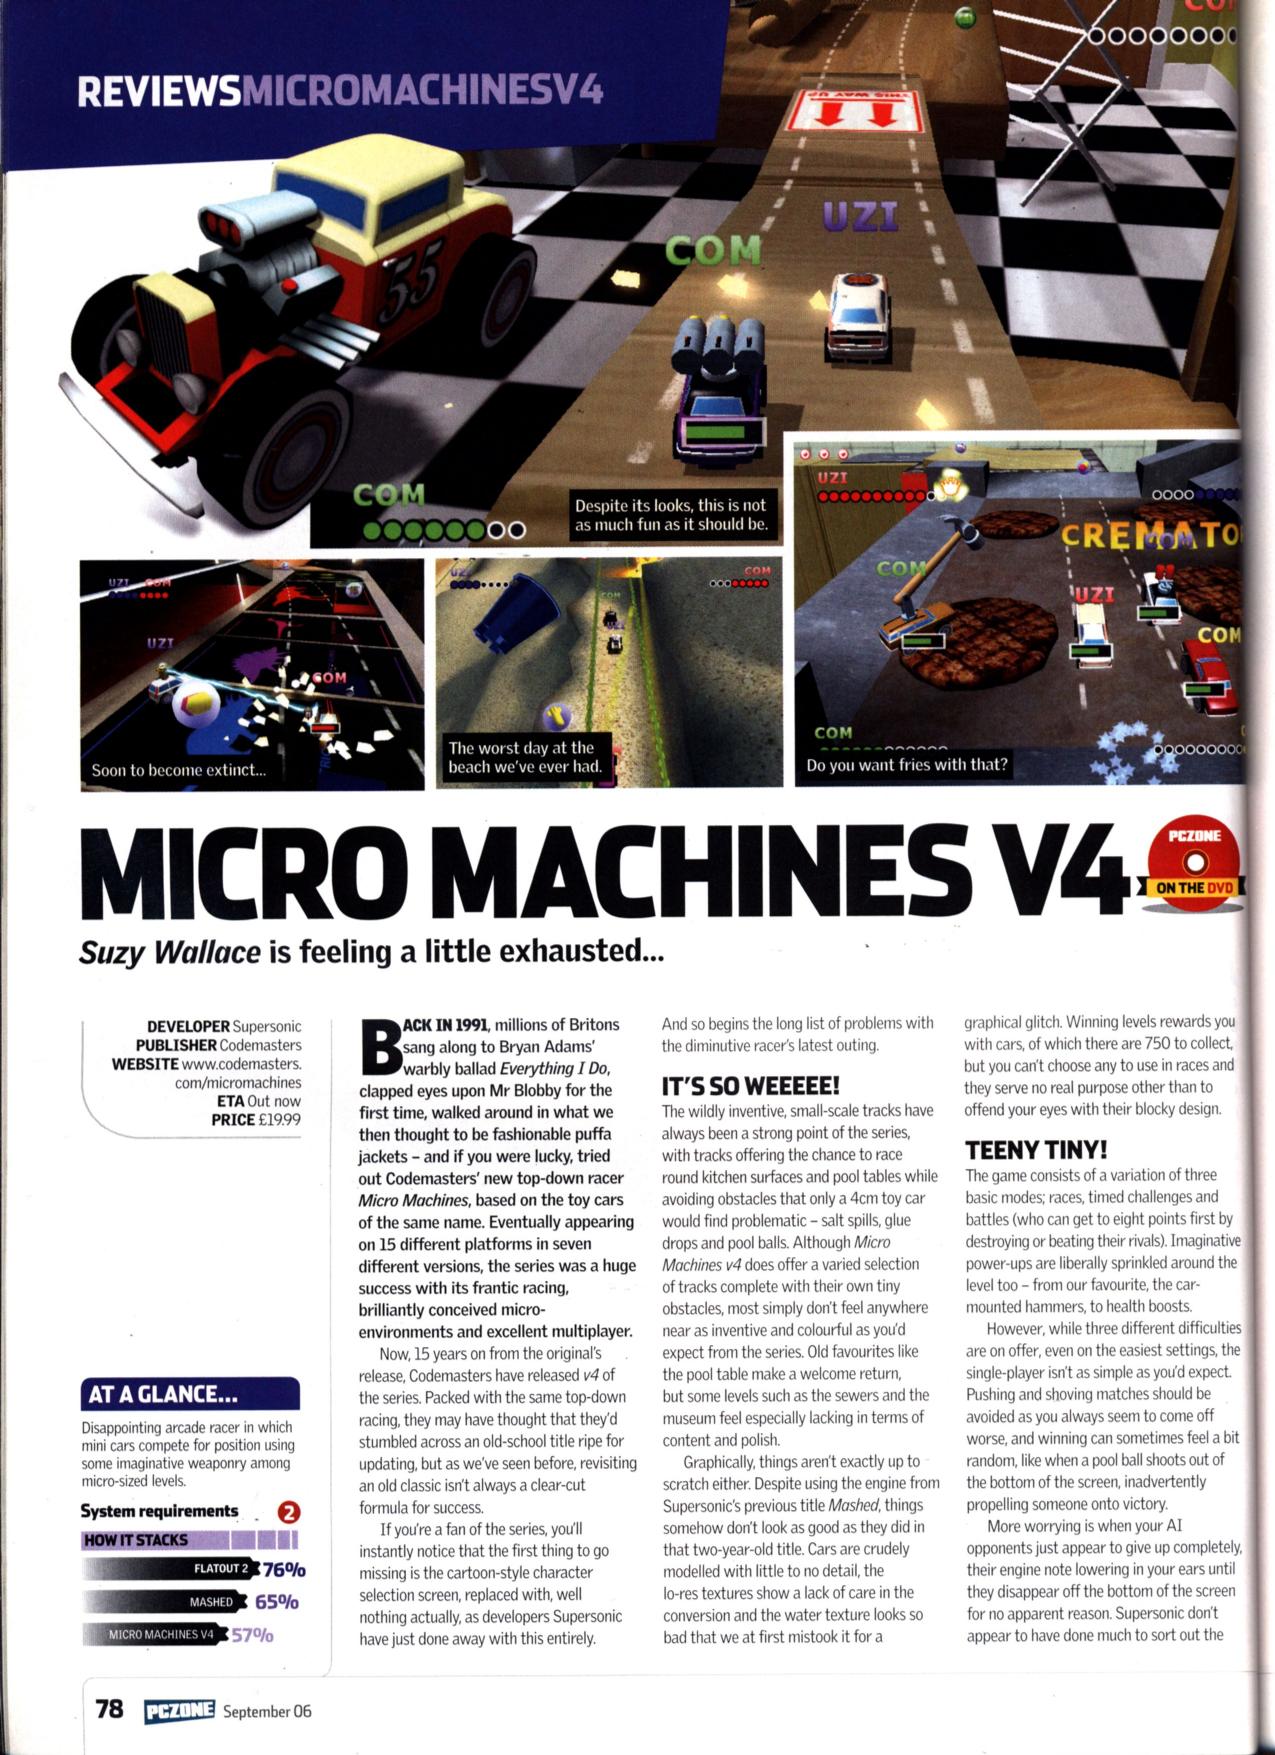 REVIEWSMICROMACHINESV4
COM
THIS WAY UP
UZI
COM
COM
Despite its looks, this is not
as much fun as it should be.
55
UZI
COM
UZI
COM
Soon to become extinct...
UZI
COM
COM
UZI
The worst day at the
beach we've ever had.
UZI
CREMATO
COM
COM
UZI
COM
COM
Do you want fries with that?
MICRO MACHINES V4
PCZONE
ON THE DVD
Suzy Wallace is feeling a little exhausted...
DEVELOPER Supersonic
PUBLISHER Codemasters
WEBSITE www.codemasters.
com/micromachines
ETA Out now
PRICE £19.99
AT A GLANCE...
Disappointing arcade racer in which
mini cars compete for position using
some imaginative weaponry among
micro-sized levels.
System requirements 2
HOW IT STACKS
FLATOUT 2 76%
MASHED 65%
MICRO MACHINES V4 57%
BACK IN 1991, millions of Britons
sang along to Bryan Adams'
warbly ballad Everything I Do,
clapped eyes upon Mr Blobby for the
first time, walked around in what we
then thought to be fashionable puffa
jackets – and if you were lucky, tried
out Codemasters' new top-down racer
Micro Machines, based on the toy cars
of the same name. Eventually appearing
on 15 different platforms in seven
different versions, the series was a huge
success with its frantic racing,
brilliantly conceived micro-
environments and excellent multiplayer.
Now, 15 years on from the original's
release, Codemasters have released v4 of
the series. Packed with the same top-down
racing, they may have thought that they'd
stumbled across an old-school title ripe for
updating, but as we've seen before, revisiting
an old classic isn't always a clear-cut
formula for success.
If you're a fan of the series, you'll
instantly notice that the first thing to go
missing is the cartoon-style character
selection screen, replaced with, well
nothing actually, as developers Supersonic
have just done away with this entirely.
And so begins the long list of problems with
the diminutive racer's latest outing.
IT'S SO WEEEEE!
The wildly inventive, small-scale tracks have
always been a strong point of the series,
with tracks offering the chance to race
round kitchen surfaces and pool tables while
avoiding obstacles that only a 4cm toy car
would find problematic – salt spills, glue
drops and pool balls. Although Micro
Machines v4 does offer a varied selection
of tracks complete with their own tiny
obstacles, most simply don't feel anywhere
near as inventive and colourful as you'd
expect from the series. Old favourites like
the pool table make a welcome return,
but some levels such as the sewers and the
museum feel especially lacking in terms of
content and polish.
Graphically, things aren't exactly up to
scratch either. Despite using the engine from
Supersonic's previous title Mashed, things
somehow don't look as good as they did in
that two-year-old title. Cars are crudely
modelled with little to no detail, the
lo-res textures show a lack of care in the
conversion and the water texture looks so
bad that we at first mistook it for a
graphical glitch. Winning levels rewards you
with cars, of which there are 750 to collect,
but you can't choose any to use in races and
they serve no real purpose other than to
offend your eyes with their blocky design.
TEENY TINY!
The game consists of a variation of three
basic modes; races, timed challenges and
battles (who can get to eight points first by
destroying or beating their rivals). Imaginative
power-ups are liberally sprinkled around the
level too – from our favourite, the car-
mounted hammers, to health boosts.
However, while three different difficulties
are on offer, even on the easiest settings, the
single-player isn't as simple as you'd expect.
Pushing and shoving matches should be
avoided as you always seem to come off
worse, and winning can sometimes feel a bit
random, like when a pool ball shoots out of
the bottom of the screen, inadvertently
propelling someone onto victory.
More worrying is when your AI
opponents just appear to give up completely,
their engine note lowering in your ears until
they disappear off the bottom of the screen
for no apparent reason. Supersonic don't
appear to have done much to sort out the
78 PCZONE September 06